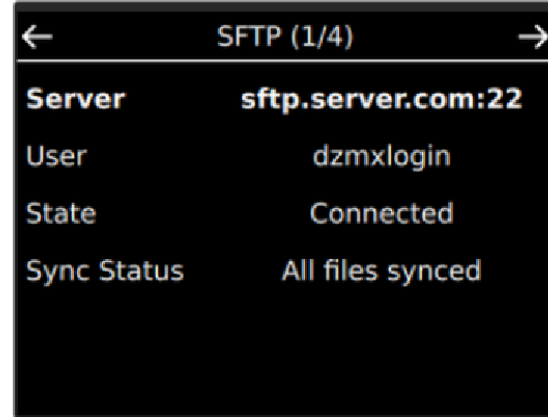 ← SFTP (1/4) →
Server sftp.server.com:22
User dzmxlogin
State Connected
Sync Status All files synced